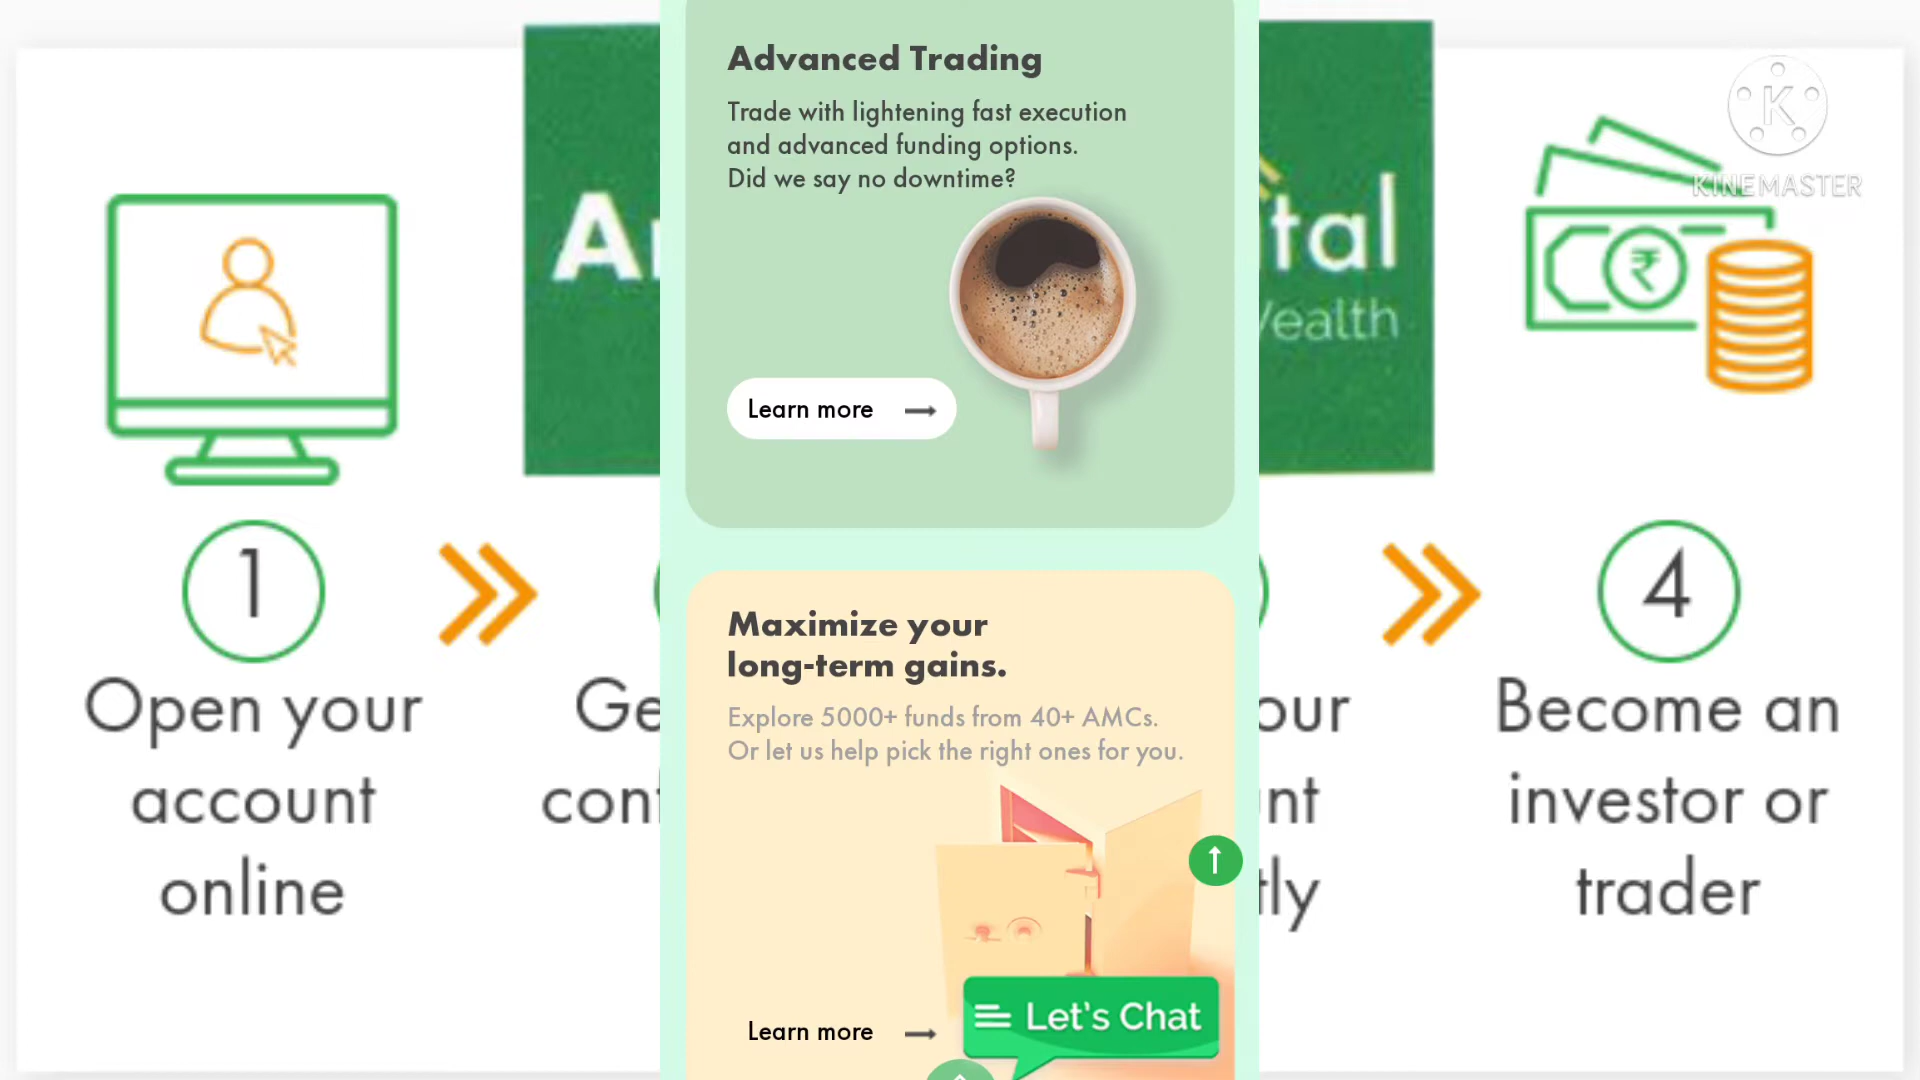 Advanced Trading
Trade with lightening fast execution
and advanced funding options.
Did we say no downtime?
Learn more
Maximize your
long-term gains.
Explore 5000+ funds from 40+ AMCs.
Or let us help pick the right ones for you.
Learn more
Let's Chat
1
Open your
account
online
tal
4
Become an
investor or
trader
₹
K
KINEMASTER